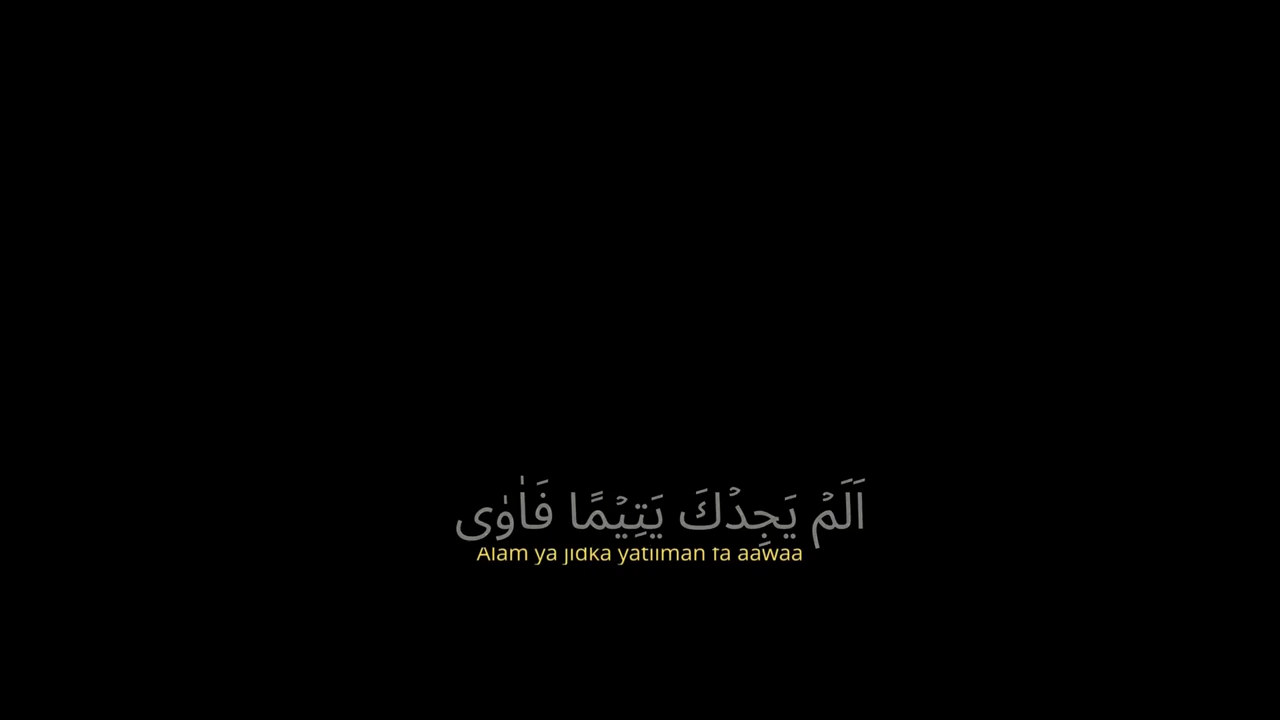 اَلَمۡ يَجِدۡكَ يَتِيۡمًا فَاٰوٰى
Alam ya jidka yatiiman fa aawaa